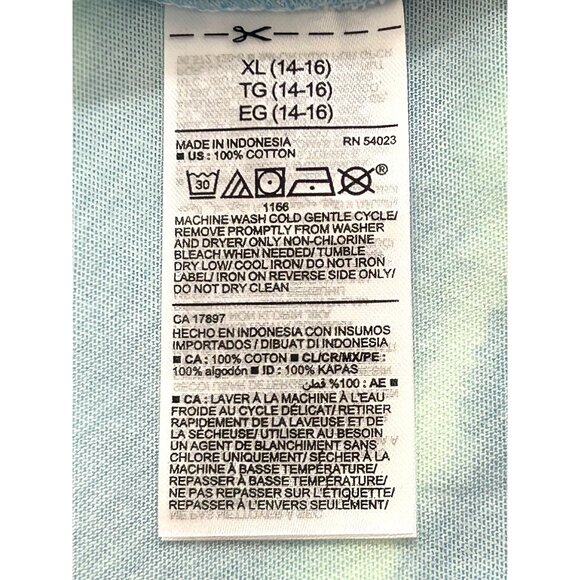 XL (14-16)
TG (14-16)
EG (14-16)
MADE IN INDONESIA RN 54023
■ US : 100% COTTON
30 ®
1166
MACHINE WASH COLD GENTLE CYCLE/
REMOVE PROMPTLY FROM WASHER
AND DRYER/ ONLY NON-CHLORINE
BLEACH WHEN NEEDED/ TUMBLE
DRY LOW/ COOL IRON/ DO NOT IRON
LABEL/ IRON ON REVERSE SIDE ONLY/
DO NOT DRY CLEAN
CA 17897
HECHO EN INDONESIA CON INSUMOS
IMPORTADOS / DIBUAT DI INDONESIA
■ CA : 100% COTTON ■ CL/CR/MX/PE :
100% algodón ■ ID : 100% KAPAS
■ AE : 100% قطن
■ CA : LAVER À LA MACHINE À L'EAU
FROIDE AU CYCLE DÉLICAT/ RETIRER
RAPIDEMENT DE LA LAVEUSE ET DE
LA SÉCHEUSE/ UTILISER AU BESOIN
UN AGENT DE BLANCHIMENT SANS
CHLORE UNIQUEMENT/ SÉCHER À LA
MACHINE À BASSE TEMPÉRATURE/
REPASSER À BASSE TEMPÉRATURE/
NE PAS REPASSER SUR L'ÉTIQUETTE/
REPASSER À L'ENVERS SEULEMENT/